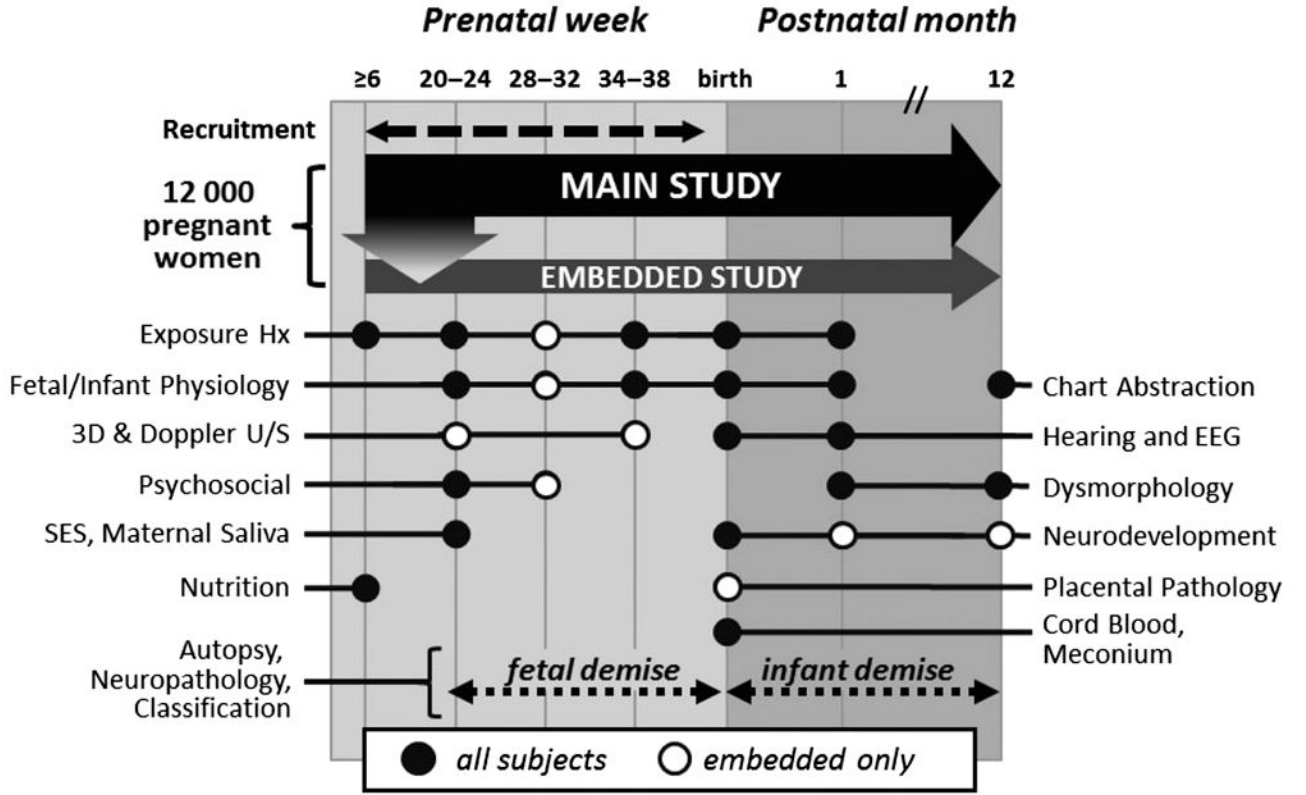 Prenatal week Postnatal month
≥6 20–24 28–32 34–38 birth 1 // 12
Recruitment
12 000
pregnant
women
MAIN STUDY
EMBEDDED STUDY
Exposure Hx
Fetal/Infant Physiology
Chart Abstraction
3D & Doppler U/S
Hearing and EEG
Psychosocial
Dysmorphology
SES, Maternal Saliva
Neurodevelopment
Nutrition
Placental Pathology
Cord Blood,
Meconium
Autopsy,
Neuropathology,
Classification
fetal demise
infant demise
all subjects
embedded only